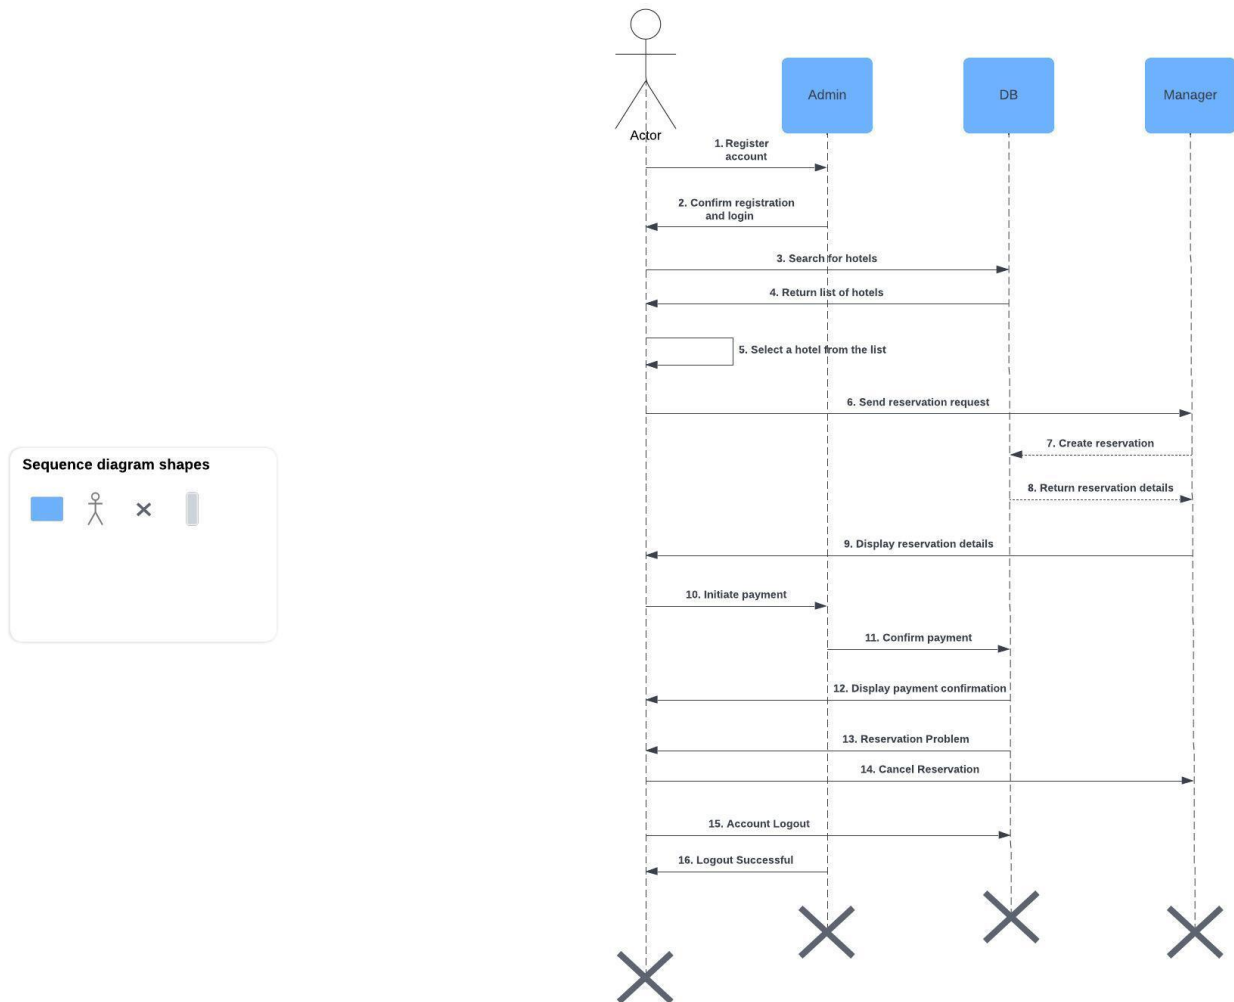 Admin
DB
Manager
Actor
1. Register
account
2. Confirm registration
and login
3. Search for hotels
4. Return list of hotels
5. Select a hotel from the list
6. Send reservation request
7. Create reservation
Sequence diagram shapes
8. Return reservation details
9. Display reservation details
10. Initiate payment
11. Confirm payment
12. Display payment confirmation
13. Reservation Problem
14. Cancel Reservation
15. Account Logout
16. Logout Successful